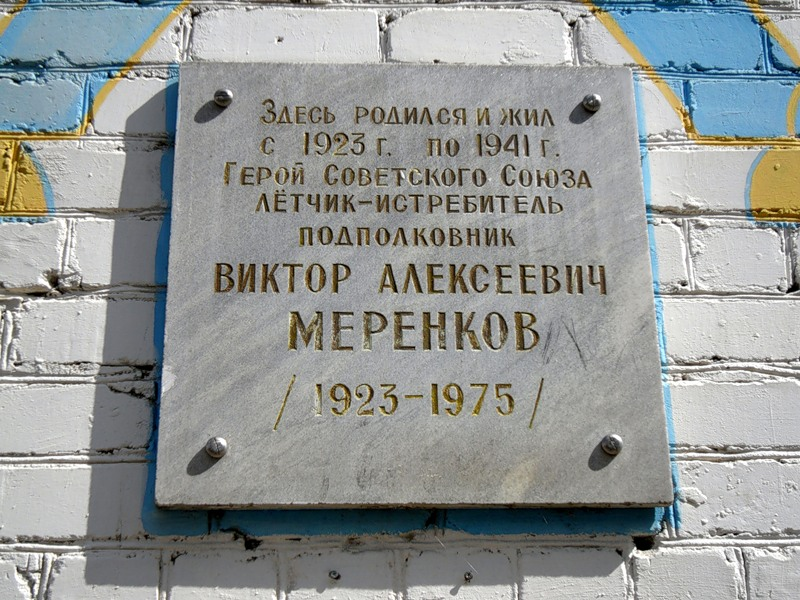 Здесь родился и жил
с 1923 г. по 1941 г.
Герой Советского Союза
лётчик-истребитель
подполковник
ВИКТОР АЛЕКСЕЕВИЧ
МЕРЕНКОВ
/1923-1975/